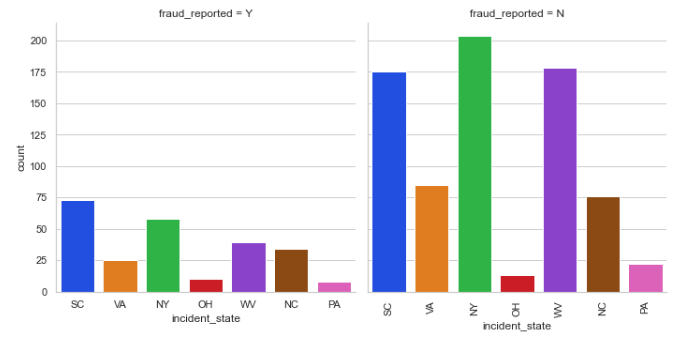 fraud_reported = Y
fraud_reported = N
count
200
175
150
125
100
75
50
25
0
SC VA NY OH WV NC PA
incident_state
SC VA NY OH WV NC PA
incident_state